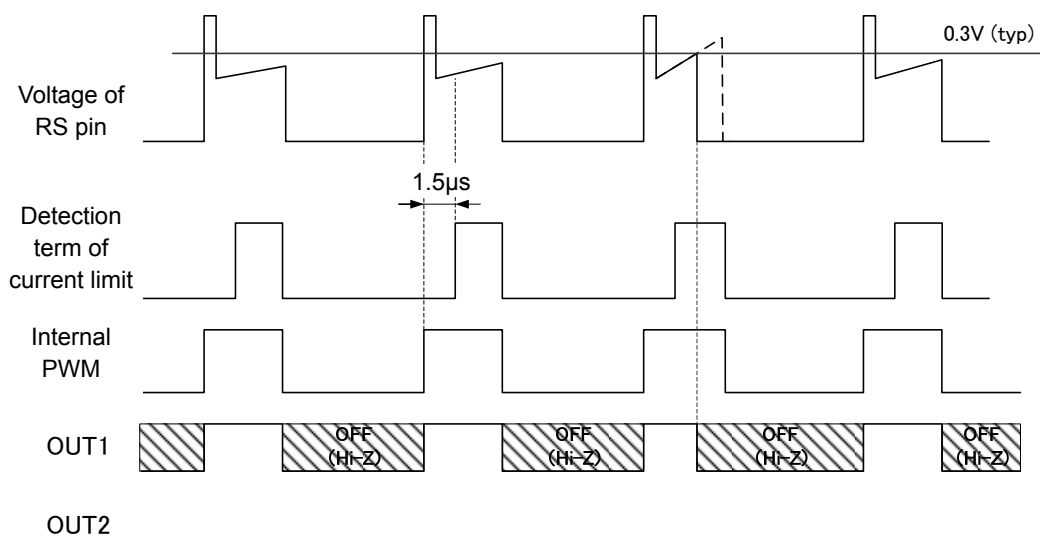 0.3V (typ)
Voltage of
RS pin
1.5μs
Detection
term of
current limit
Internal
PWM
OUT1
OFF
(Hi-Z)
OFF
(Hi-Z)
OFF
(Hi-Z)
OFF
(Hi-Z)
OUT2